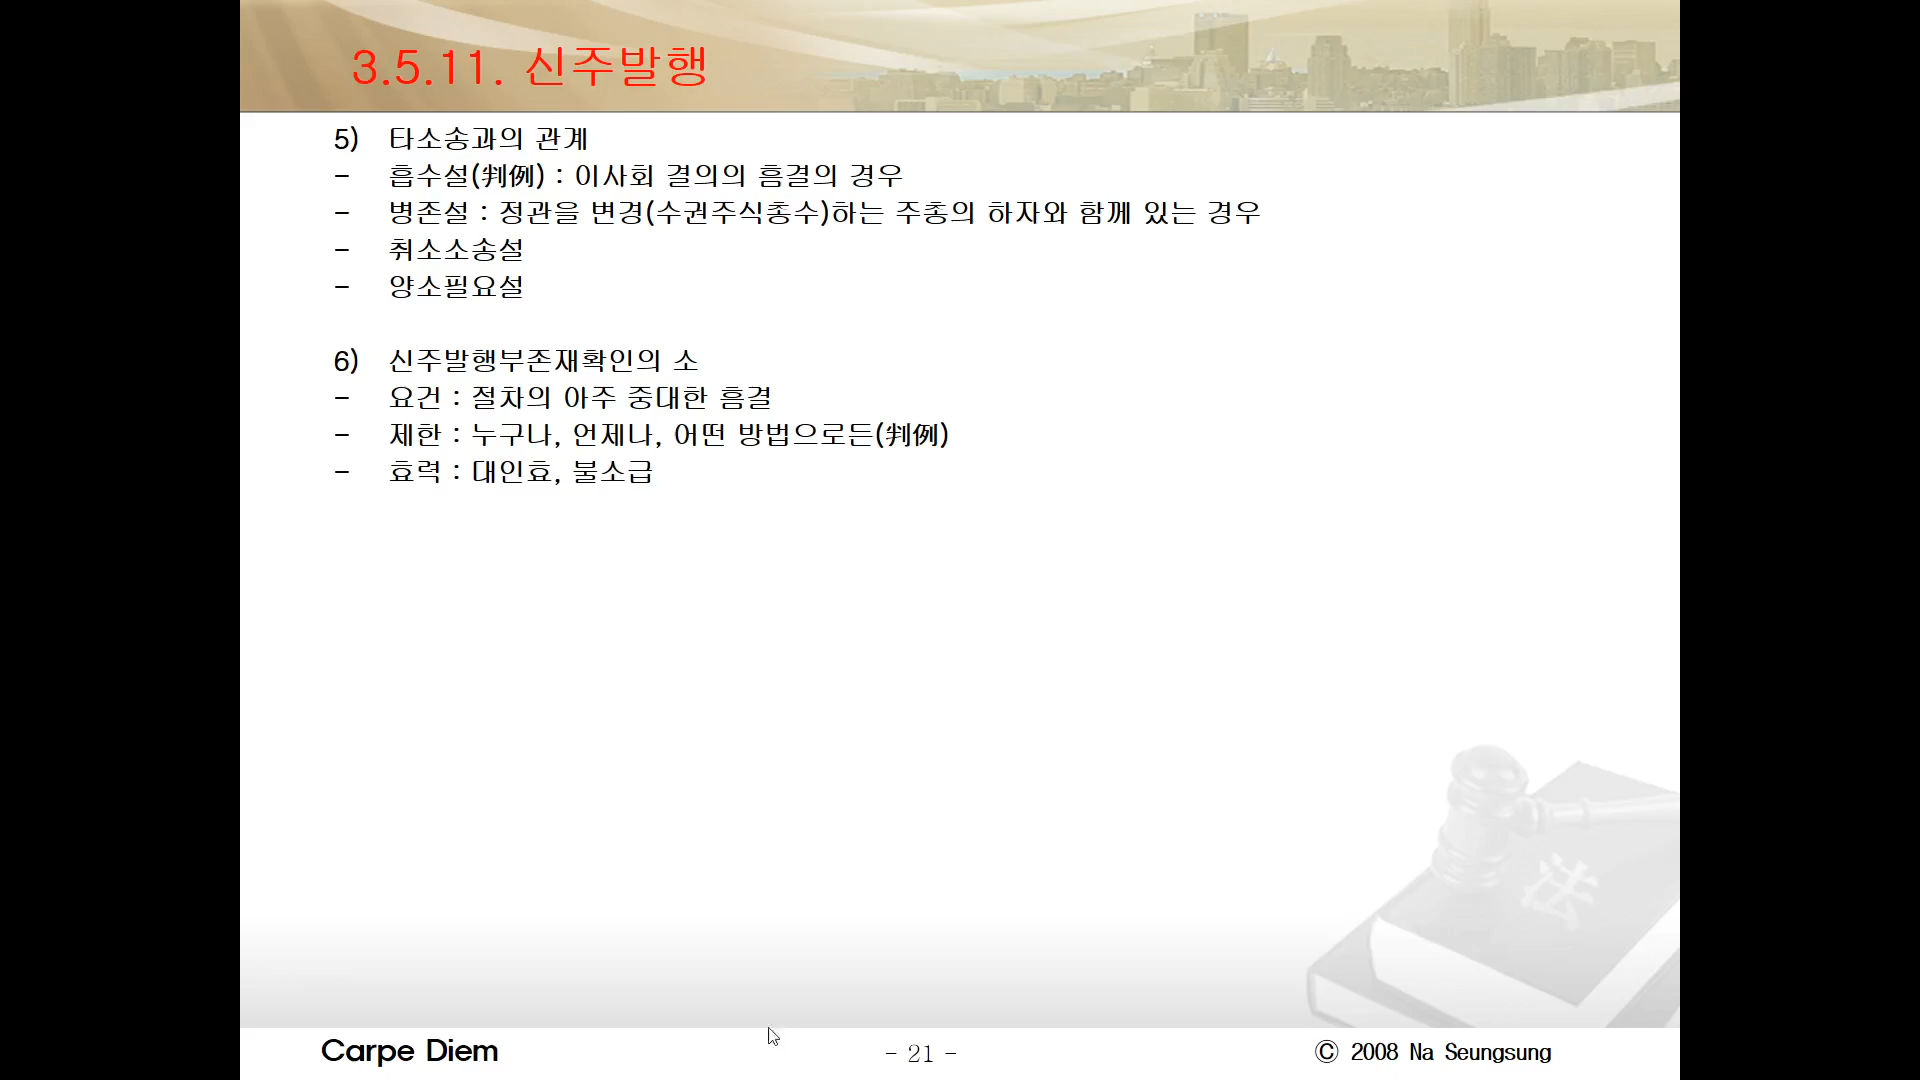 3.5.11. 신주발행
5) 타소송과의 관계
- 흡수설(判例) : 이사회 결의의 흠결의 경우
- 병존설 : 정관을 변경(수권주식총수)하는 주총의 하자와 함께 있는 경우
- 취소소송설
- 양소필요설
6) 신주발행부존재확인의 소
- 요건 : 절차의 아주 중대한 흠결
- 제한 : 누구나, 언제나, 어떤 방법으로든(判例)
- 효력 : 대인효, 불소급
法
Carpe Diem
- 21 -
ⓒ 2008 Na Seungsung